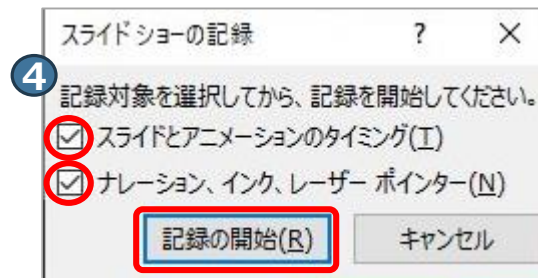 スライド ショーの記録 ? ×
4
記録対象を選択してから、記録を開始してください。
スライドとアニメーションのタイミング(T)
ナレーション、インク、レーザー ポインター(N)
記録の開始(R) キャンセル